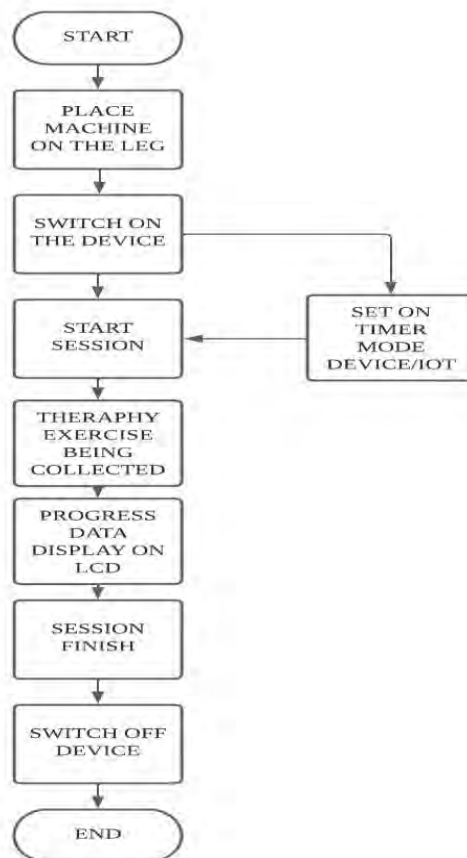 START
PLACE
MACHINE
ON THE LEG
SWITCH ON
THE DEVICE
START
SESSION
SET ON
TIMER
MODE
DEVICE/IOT
THERAPHY
EXERCISE
BEING
COLLECTED
PROGRESS
DATA
DISPLAY ON
LCD
SESSION
FINISH
SWITCH OFF
DEVICE
END